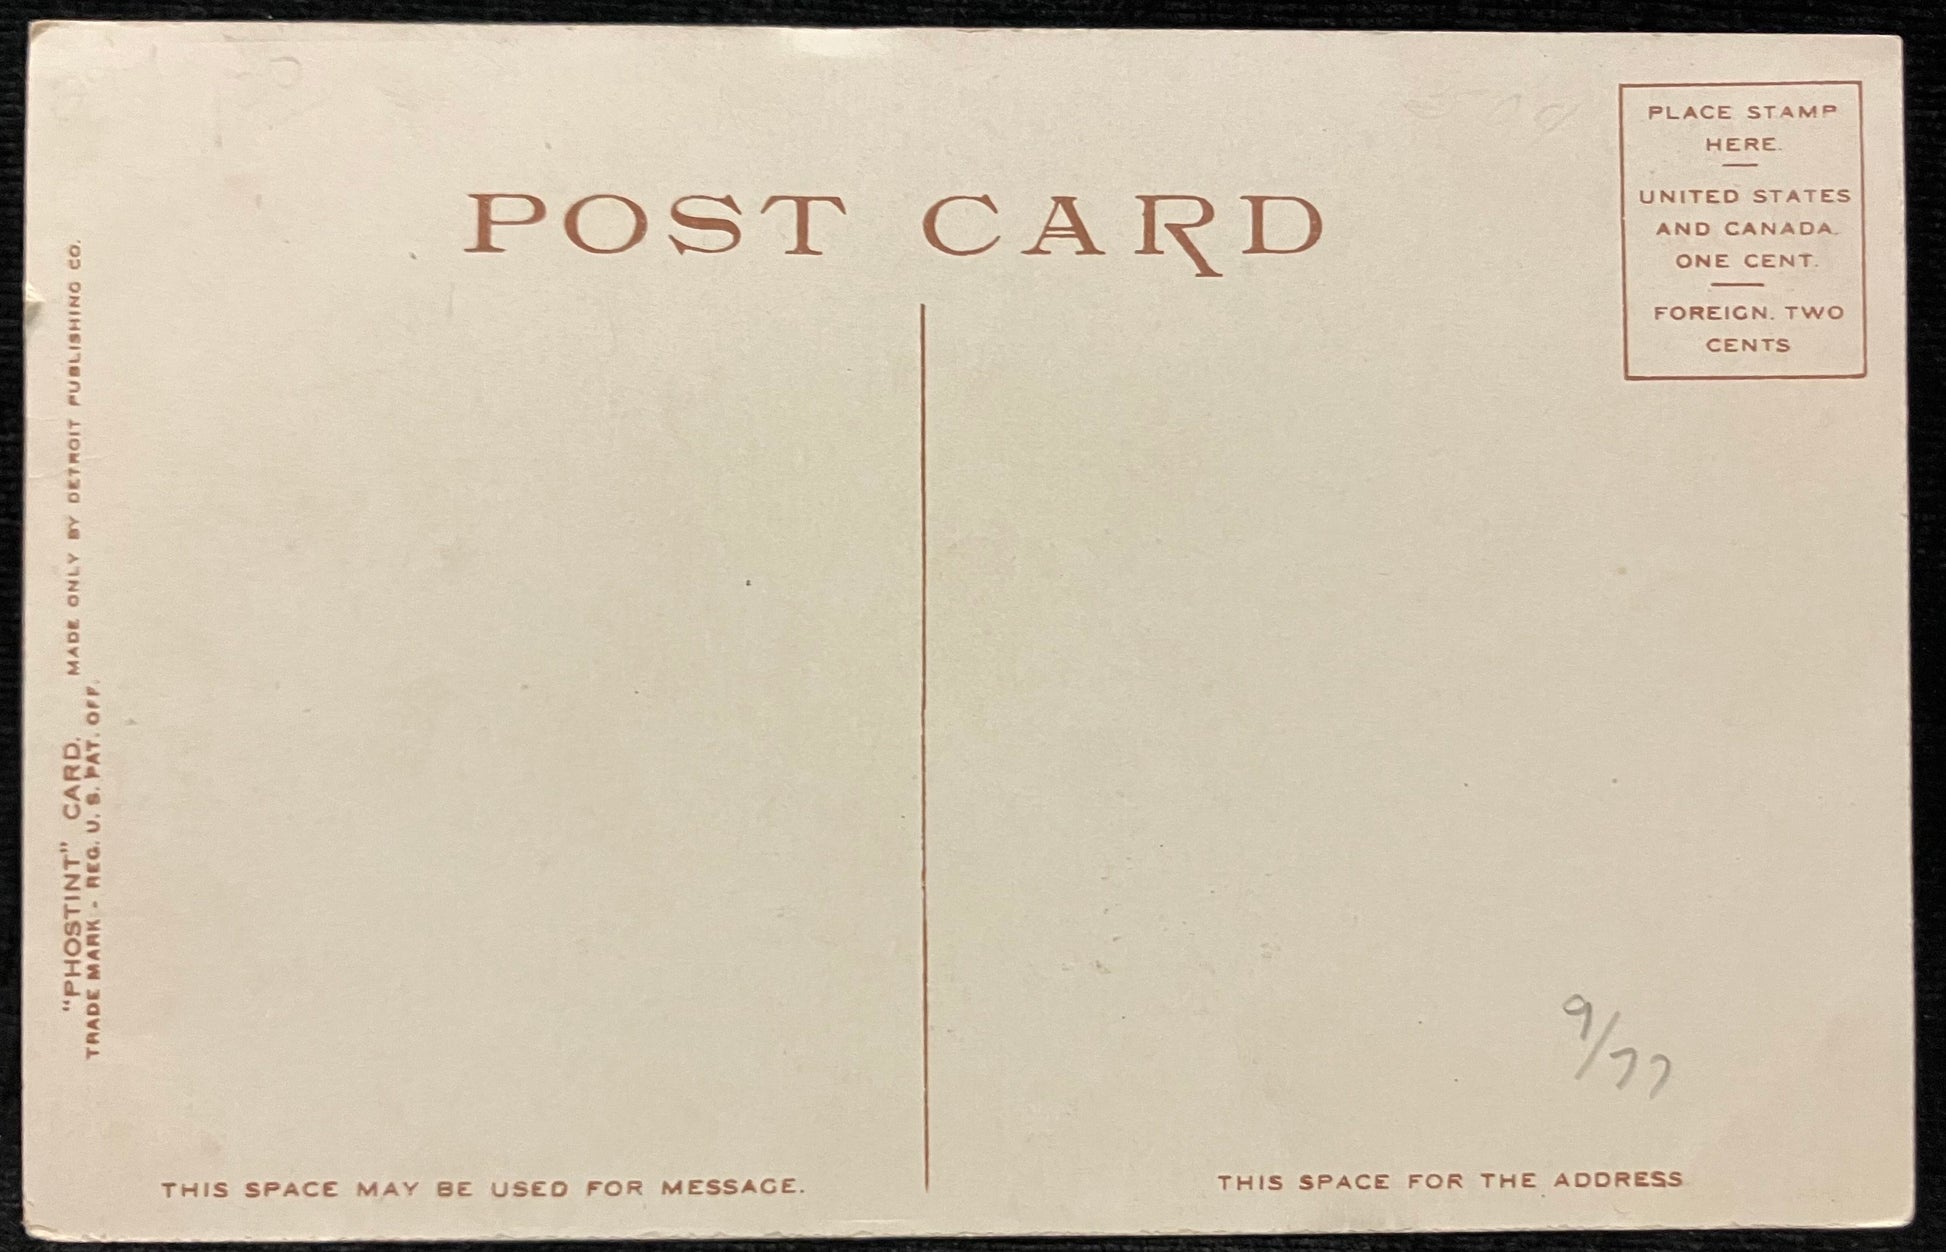 POST CARD
PLACE STAMP
HERE.
UNITED STATES
AND CANADA.
ONE CENT.
FOREIGN. TWO
CENTS
"PHOSTINT" CARD. MADE ONLY BY DETROIT PUBLISHING CO.
TRADE MARK - REG. U. S. PAT. OFF.
9/77
THIS SPACE MAY BE USED FOR MESSAGE.
THIS SPACE FOR THE ADDRESS